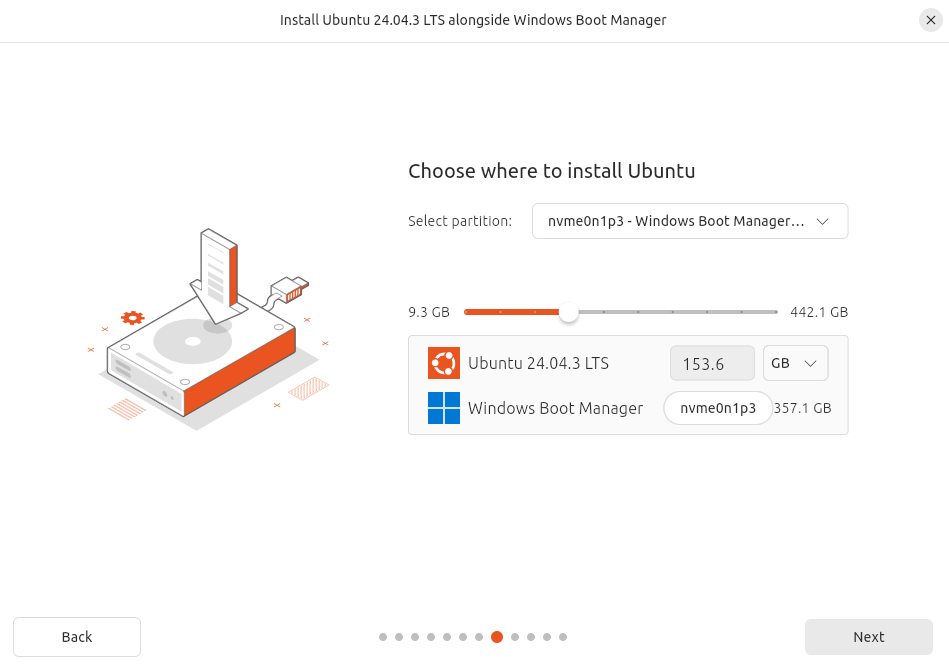 Install Ubuntu 24.04.3 LTS alongside Windows Boot Manager
Choose where to install Ubuntu
Select partition: nvme0n1p3 - Windows Boot Manager...
9.3 GB 442.1 GB
Ubuntu 24.04.3 LTS 153.6 GB
Windows Boot Manager nvme0n1p3 357.1 GB
Back Next